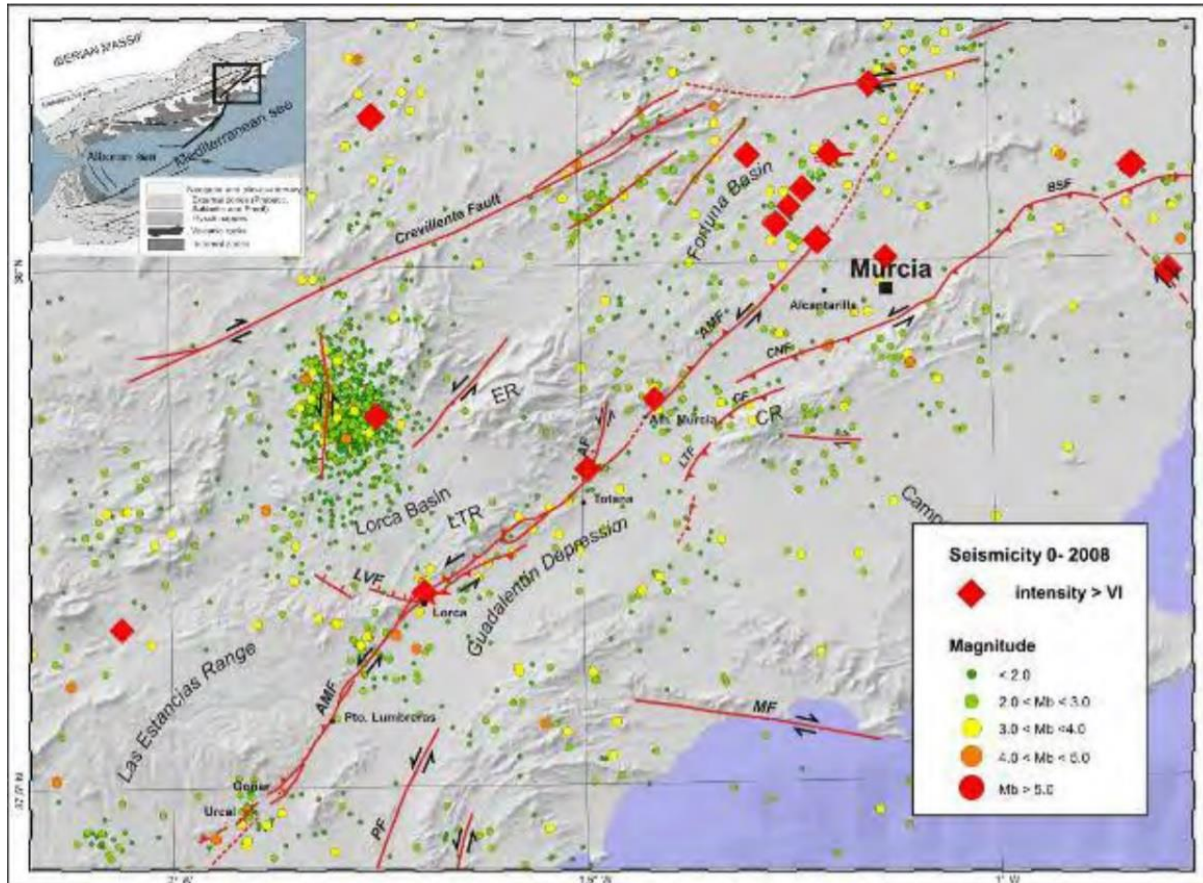 IBERIAN MASSIF
Alboran sea
Mediterranean sea
Volcanic rocks
Crevillente Fault
Fortuna Basin
BSF
Murcia
Alcantarilla
AMF
CNF
ER
CF
CR
Alh. Murcia
AF
LTF
Totana
Lorca Basin
LTR
Guadalentín Depression
LVF
Lorca
Camp
Las Estancias Range
AMF
Pto. Lumbreras
MF
Urcal
PF
Seismicity 0- 2008
intensity > VI
Magnitude
< 2.0
2.0 < Mb < 3.0
3.0 < Mb <4.0
4.0 < Mb < 5.0
Mb > 5.0